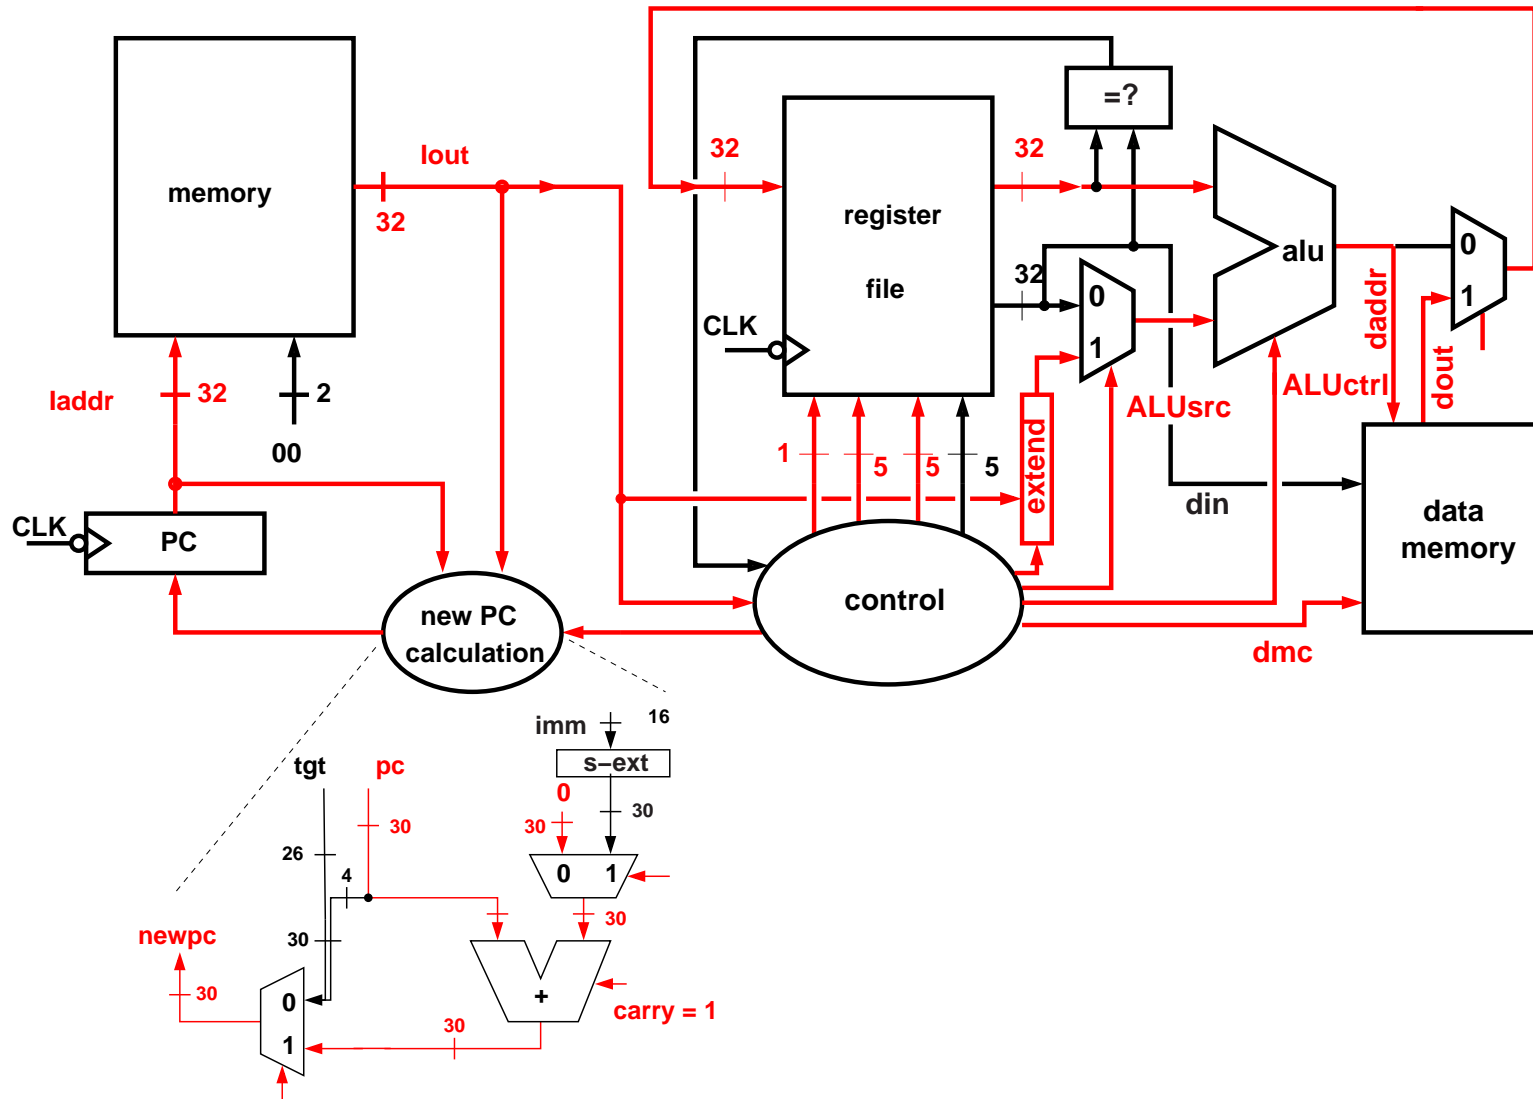 memory
Iout
32
Iaddr
32
2
00
CLK
PC
new PC
calculation
32
register
file
CLK
32
32
=?
0
1
alu
ALUsrc
ALUctrl
daddr
dout
0
1
1
5
5
5
extend
din
data
memory
control
dmc
imm
16
s-ext
tgt
pc
0
30
30
30
26
4
0 1
30
30
newpc
30
0
1
+
carry = 1
30